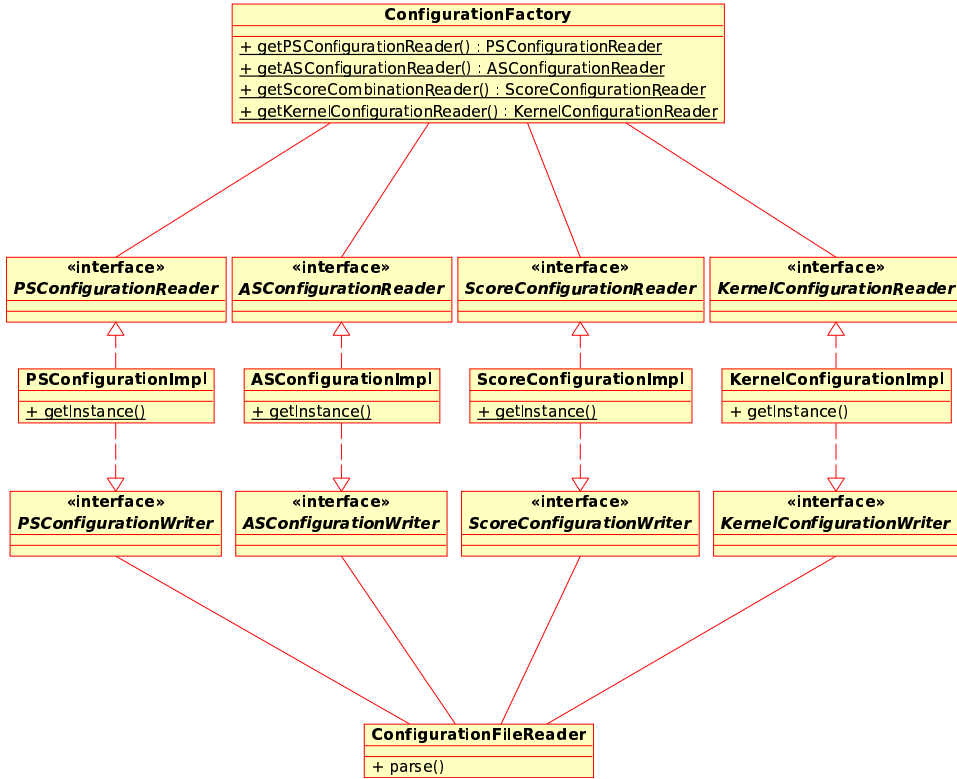 ConfigurationFactory
+ getPSConfigurationReader() : PSConfigurationReader
+ getASConfigurationReader() : ASConfigurationReader
+ getScoreCombinationReader() : ScoreConfigurationReader
+ getKernelConfigurationReader() : KernelConfigurationReader
«interface» «interface» «interface» «interface»
PSConfigurationReader ASConfigurationReader ScoreConfigurationReader KernelConfigurationReader
PSConfigurationImpl ASConfigurationImpl ScoreConfigurationImpl KernelConfigurationImpl
+ getInstance() + getInstance() + getInstance() + getInstance()
«interface» «interface» «interface» «interface»
PSConfigurationWriter ASConfigurationWriter ScoreConfigurationWriter KernelConfigurationWriter
ConfigurationFileReader
+ parse()